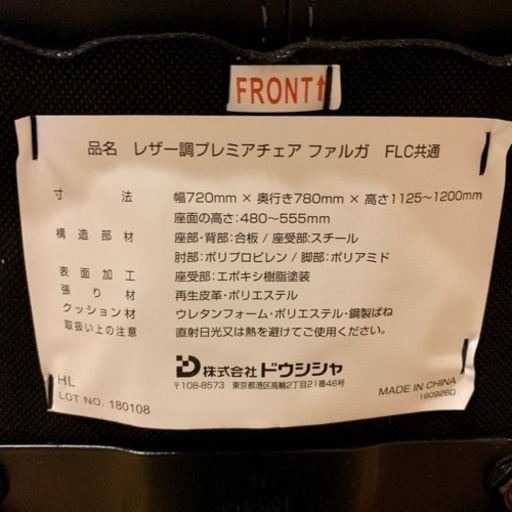 FRONT↑
品名 レザー調プレミアチェア ファルガ FLC共通
寸法 幅720mm × 奥行き780mm × 高さ1125～1200mm
座面の高さ:480～555mm
構造部材 座部・背部:合板 / 座受部:スチール
肘部:ポリプロピレン / 脚部:ポリアミド
表面加工 座受部:エポキシ樹脂塗装
張り材 再生皮革・ポリエステル
クッション材 ウレタンフォーム・ポリエステル・鋼製ばね
取扱い上の注意 直射日光又は熱を避けてご使用ください。
株式会社ドウシシャ
〒108-8573 東京都港区高輪2丁目21番46号
HL
LOT NO. 180108
MADE IN CHINA
160926D